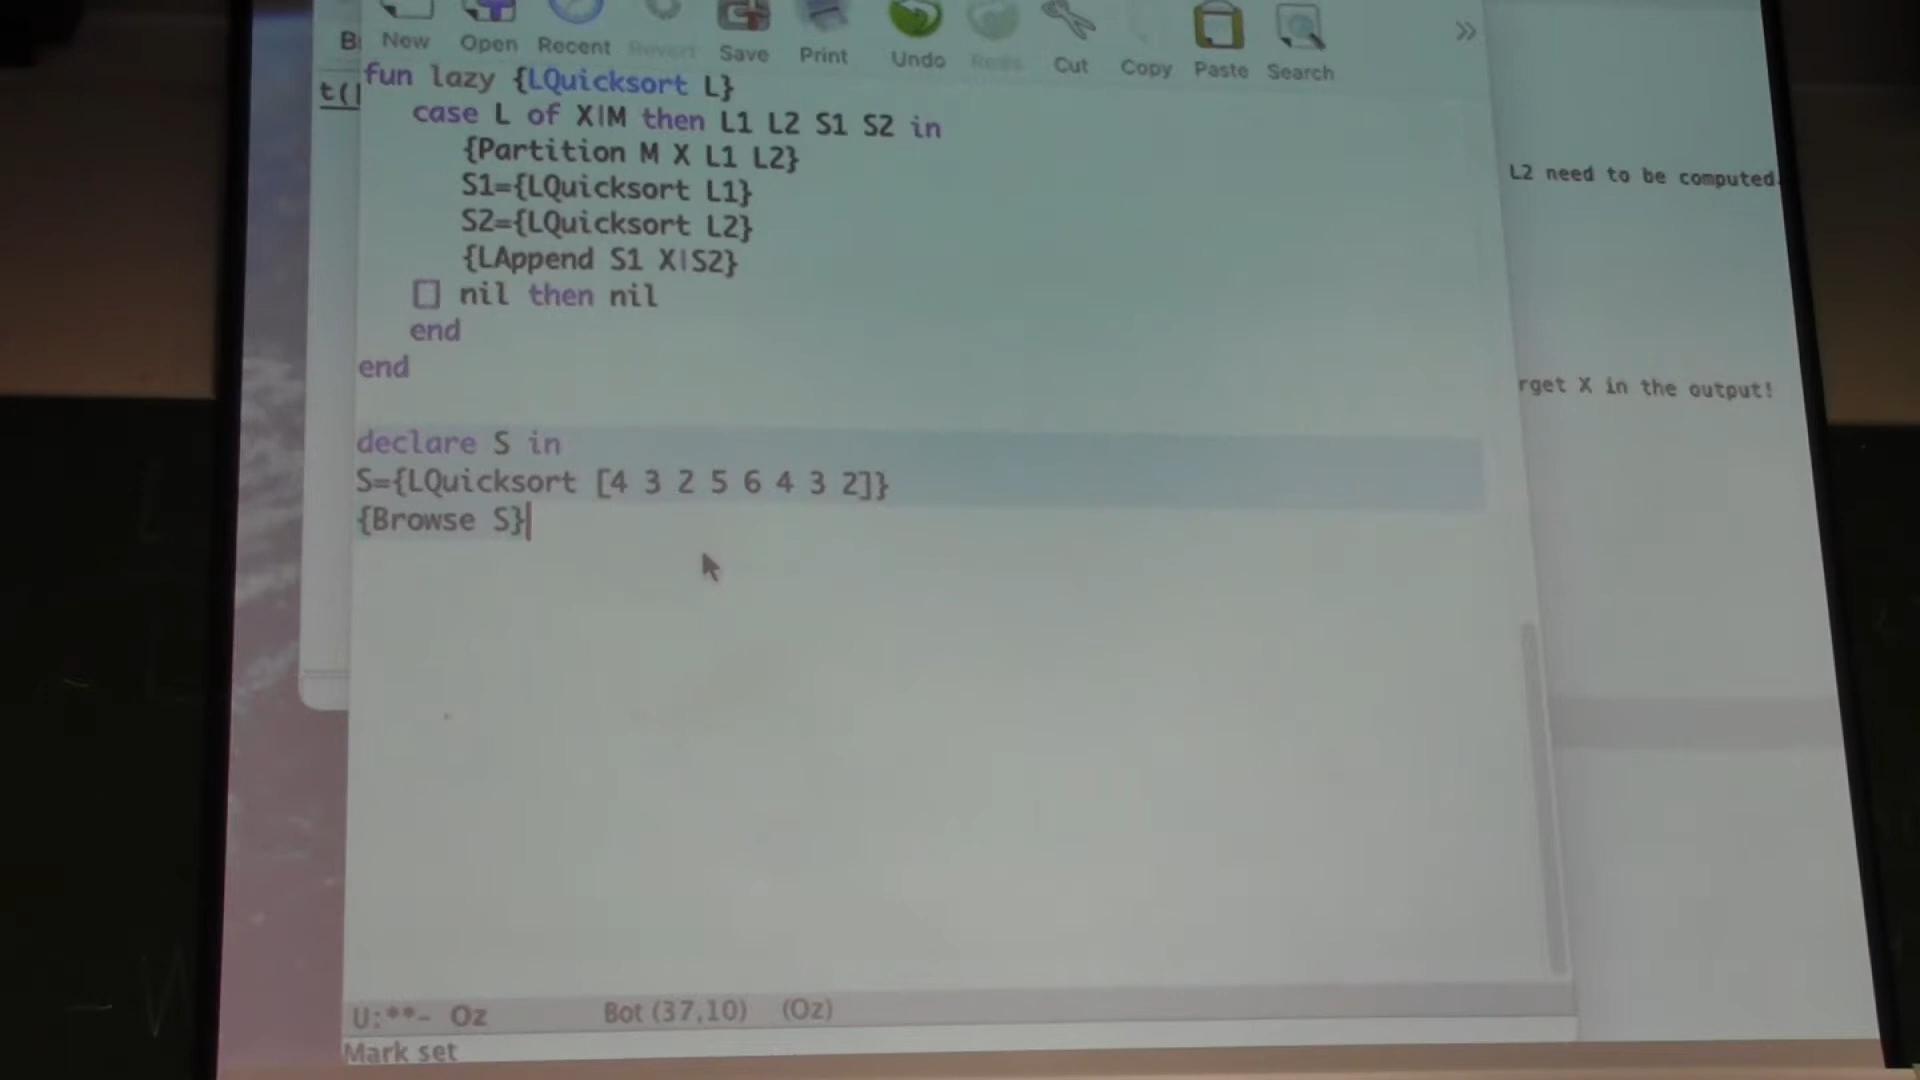 New Open Recent Revert Save Print Undo Redo Cut Copy Paste Search
fun lazy {LQuicksort L}
case L of X|M then L1 L2 S1 S2 in
{Partition M X L1 L2}
S1={LQuicksort L1}
S2={LQuicksort L2}
{LAppend S1 X|S2}
[] nil then nil
end
end
declare S in
S={LQuicksort [4 3 2 5 6 4 3 2]}
{Browse S}
U:**- Oz Bot (37,10) (Oz)
Mark set
L2 need to be computed.
rget X in the output!